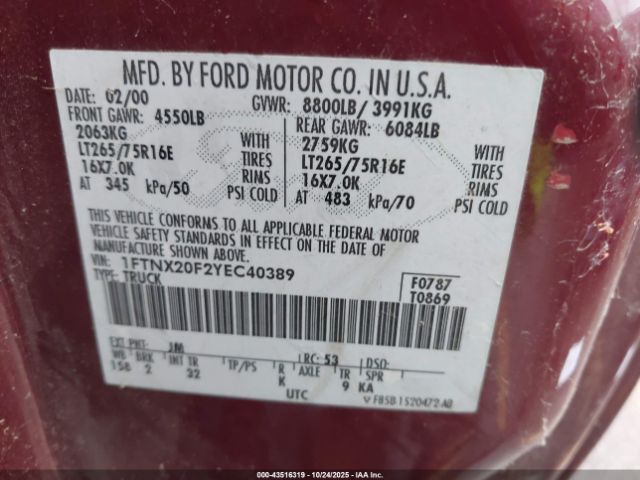 MFD. BY FORD MOTOR CO. IN U.S.A.
DATE: 02/00 GVWR: 8800LB/ 3991KG
FRONT GAWR: 4550LB REAR GAWR: 6084LB
2063KG WITH 2759KG WITH
LT265/75R16E TIRES LT265/75R16E TIRES
16X7.0K RIMS 16X7.0K RIMS
AT 345 kPa/50 PSI COLD AT 483 kPa/70 PSI COLD
THIS VEHICLE CONFORMS TO ALL APPLICABLE FEDERAL MOTOR
VEHICLE SAFETY STANDARDS IN EFFECT ON THE DATE OF
MANUFACTURE SHOWN ABOVE.
VIN: 1FTNX20F2YEC40389 F0787
TYPE: TRUCK T0869
EXT PNT: JM RC: 53 DSO:
WB BRK INT TR TP/PS R AXLE TR SPR
158 2 32 K 9 KA
UTC
F85B 1520472 AB
000-43516319 - 10/24/2025 - IAAI.COM